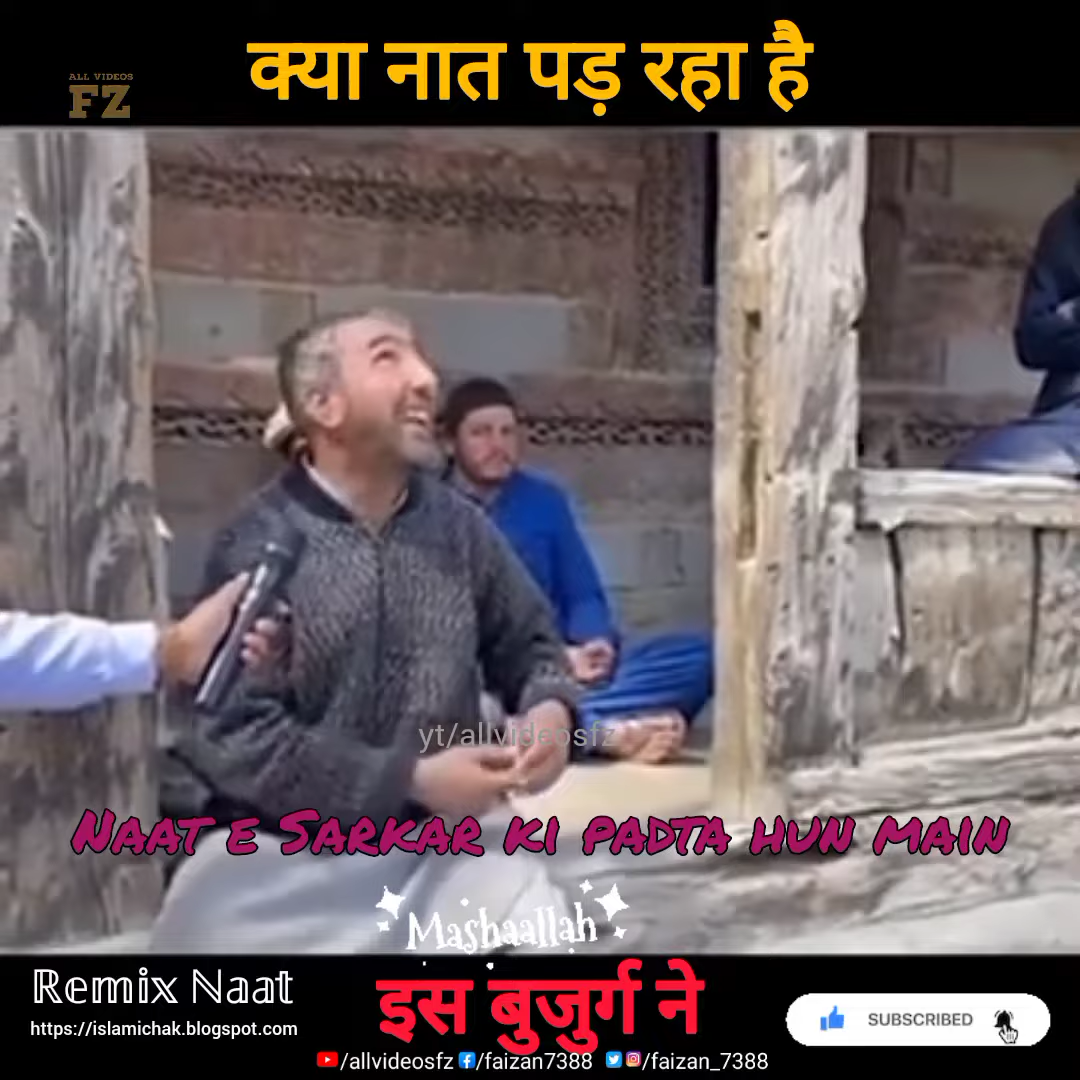 क्या नात पड़ रहा है
ALL VIDEOS
FZ
yt/allvideosfz
Naat e Sarkar ki padta hun main
Mashaallah
Remix Naat
इस बुजुर्ग ने
https://islamichak.blogspot.com
SUBSCRIBED
/allvideosfz /faizan7388 /faizan_7388